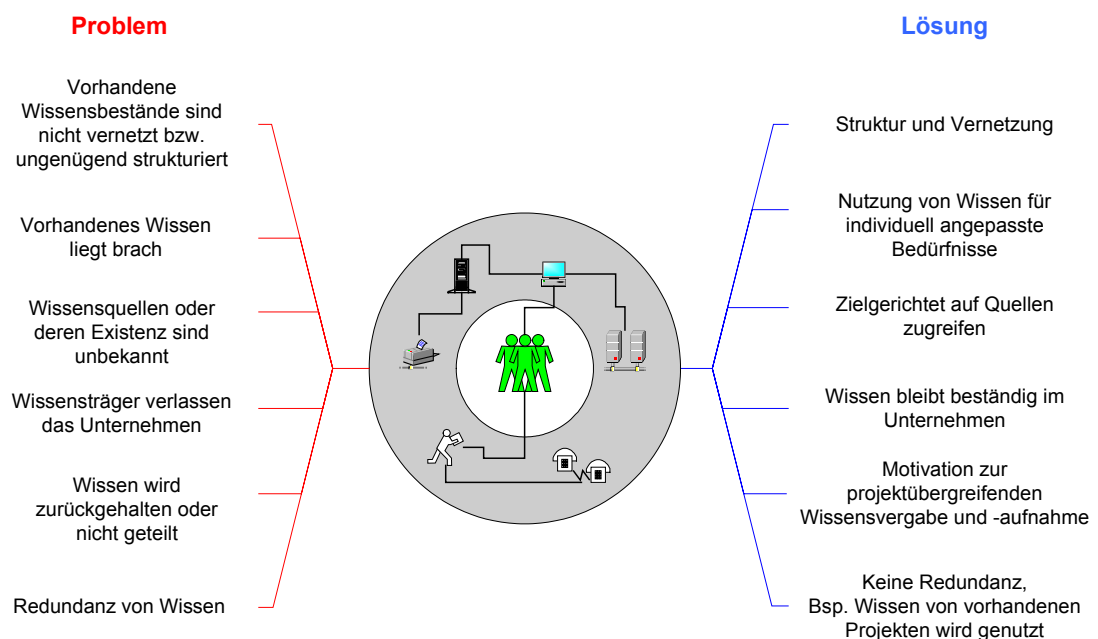 Problem
Vorhandene
Wissensbestände sind
nicht vernetzt bzw.
ungenügend strukturiert
Vorhandenes Wissen
liegt brach
Wissensquellen oder
deren Existenz sind
unbekannt
Wissensträger verlassen
das Unternehmen
Wissen wird
zurückgehalten oder
nicht geteilt
Redundanz von Wissen
Lösung
Struktur und Vernetzung
Nutzung von Wissen für
individuell angepasste
Bedürfnisse
Zielgerichtet auf Quellen
zugreifen
Wissen bleibt beständig im
Unternehmen
Motivation zur
projektübergreifenden
Wissensvergabe und -aufnahme
Keine Redundanz,
Bsp. Wissen von vorhandenen
Projekten wird genutzt